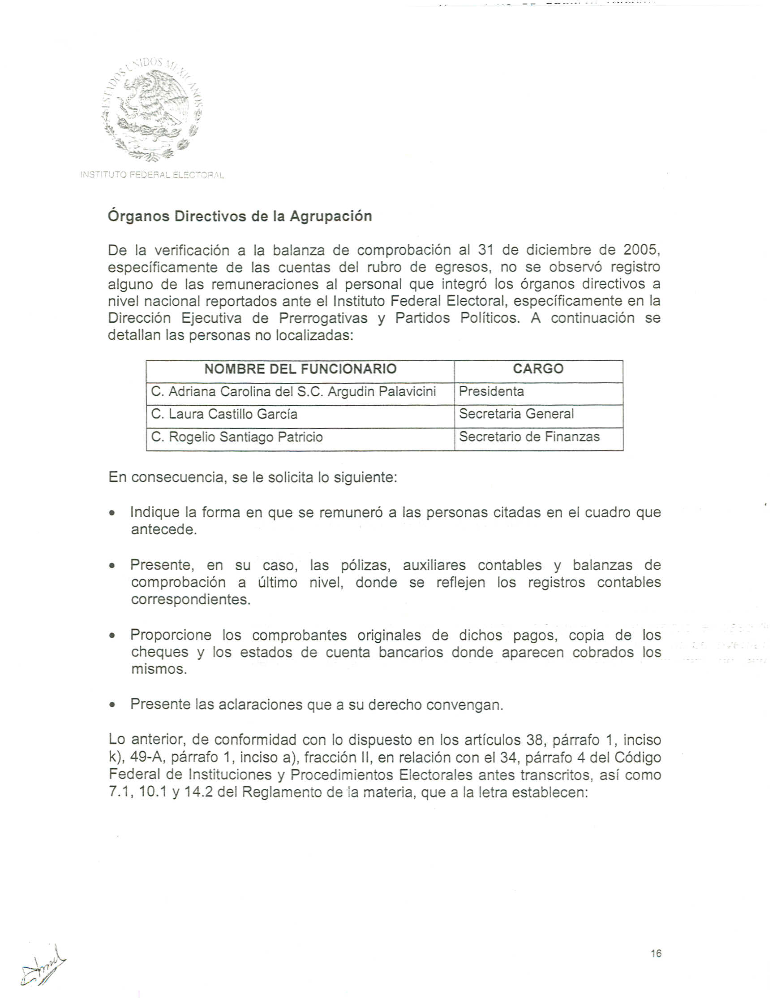 ESTADOS UNIDOS MEXICANOS
INSTITUTO FEDERAL ELECTORAL
Órganos Directivos de la Agrupación
De la verificación a la balanza de comprobación al 31 de diciembre de 2005,
específicamente de las cuentas del rubro de egresos, no se observó registro
alguno de las remuneraciones al personal que integró los órganos directivos a
nivel nacional reportados ante el Instituto Federal Electoral, específicamente en la
Dirección Ejecutiva de Prerrogativas y Partidos Políticos. A continuación se
detallan las personas no localizadas:
NOMBRE DEL FUNCIONARIO CARGO
C. Adriana Carolina del S.C. Argudin Palavicini Presidenta
C. Laura Castillo García Secretaria General
C. Rogelio Santiago Patricio Secretario de Finanzas
En consecuencia, se le solicita lo siguiente:
• Indique la forma en que se remuneró a las personas citadas en el cuadro que
antecede.
• Presente, en su caso, las pólizas, auxiliares contables y balanzas de
comprobación a último nivel, donde se reflejen los registros contables
correspondientes.
• Proporcione los comprobantes originales de dichos pagos, copia de los
cheques y los estados de cuenta bancarios donde aparecen cobrados los
mismos.
• Presente las aclaraciones que a su derecho convengan.
Lo anterior, de conformidad con lo dispuesto en los artículos 38, párrafo 1, inciso
k), 49-A, párrafo 1, inciso a), fracción II, en relación con el 34, párrafo 4 del Código
Federal de Instituciones y Procedimientos Electorales antes transcritos, así como
7.1, 10.1 y 14.2 del Reglamento de la materia, que a la letra establecen:
16